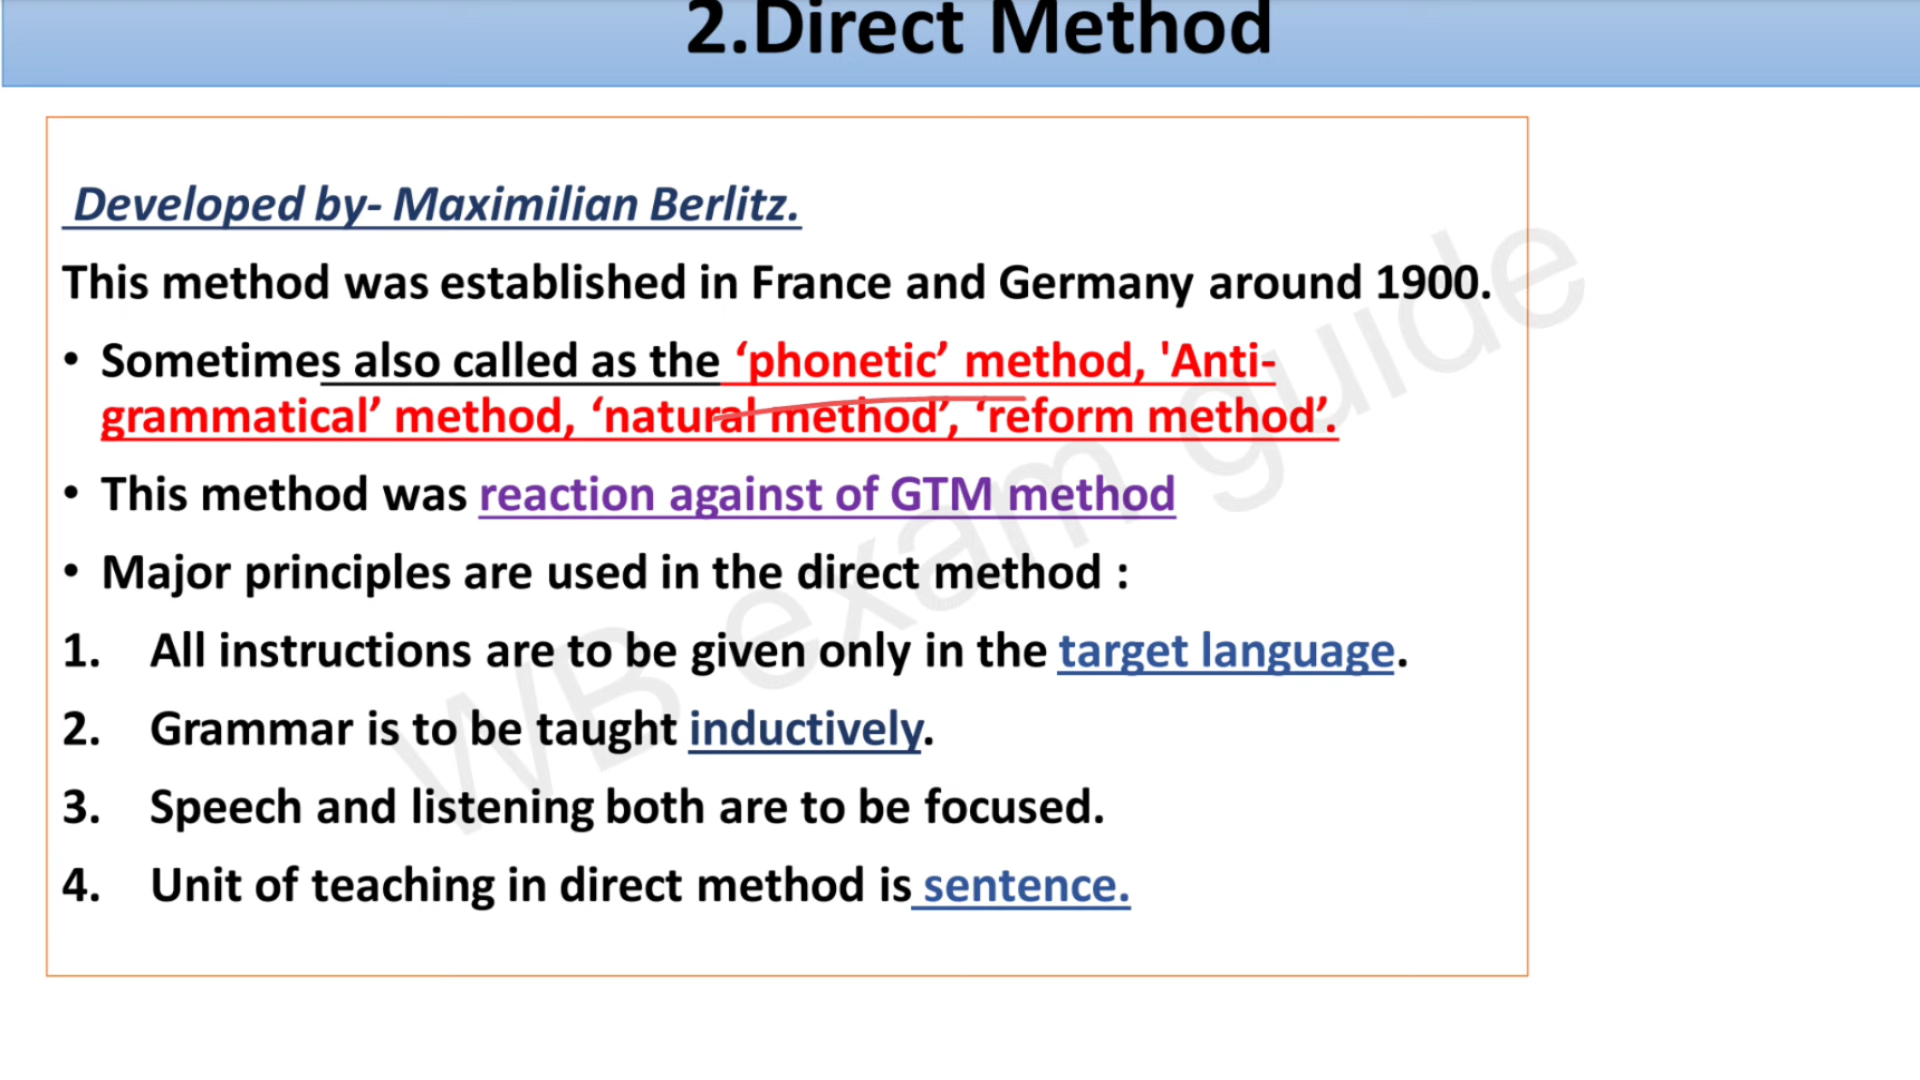 2.Direct Method
Developed by- Maximilian Berlitz.
This method was established in France and Germany around 1900.
• Sometimes also called as the ‘phonetic’ method, 'Anti-
grammatical’ method, ‘natural method’, ‘reform method’.
• This method was reaction against of GTM method
• Major principles are used in the direct method :
1. All instructions are to be given only in the target language.
2. Grammar is to be taught inductively.
3. Speech and listening both are to be focused.
4. Unit of teaching in direct method is sentence.
WB exam guide